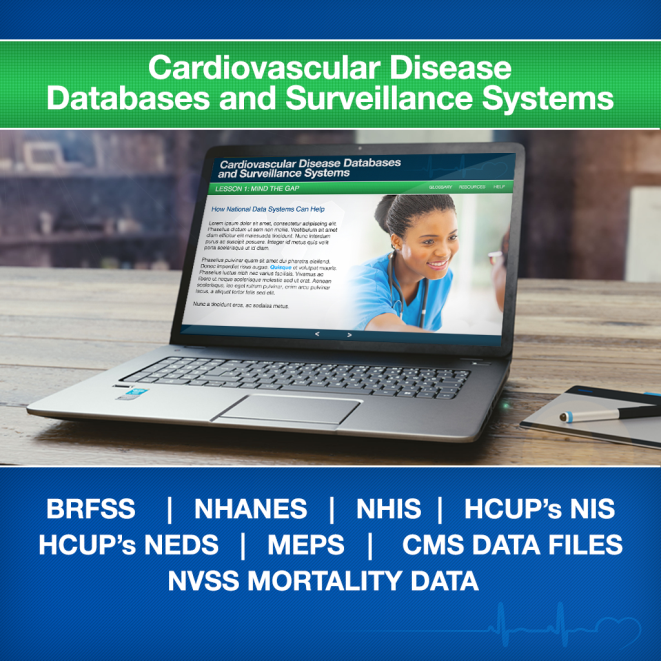 Cardiovascular Disease
Databases and Surveillance Systems
Cardiovascular Disease Databases
and Surveillance Systems
LESSON 1: MIND THE GAP
GLOSSARY RESOURCES HELP
How National Data Systems Can Help
Lorem ipsum dolor sit amet, consectetur adipiscing elit.
Phasellus dictum ut sem non mollis. Vestibulum sit amet
diam efficitur elit malesuada tincidunt. Nunc interdum
purus ac suscipit posuere. Integer id metus quis velit
porta scelerisque ut id diam.
Phasellus pulvinar quam sit amet dui pharetra eleifend.
Donec imperdiet risus augue. Quisque et volutpat mauris.
Phasellus luctus nibh nec varius facilisis. Vivamus ac
libero ut neque scelerisque molestie sed ut erat. Aenean
scelerisque, leo eget rutrum pulvinar, enim arcu pulvinar
lacus, a aliquid tortor felis sed elit.
Nunc a tincidunt eros, ac sodales metus.
< >
BRFSS | NHANES | NHIS | HCUP's NIS
HCUP's NEDS | MEPS | CMS DATA FILES
NVSS MORTALITY DATA